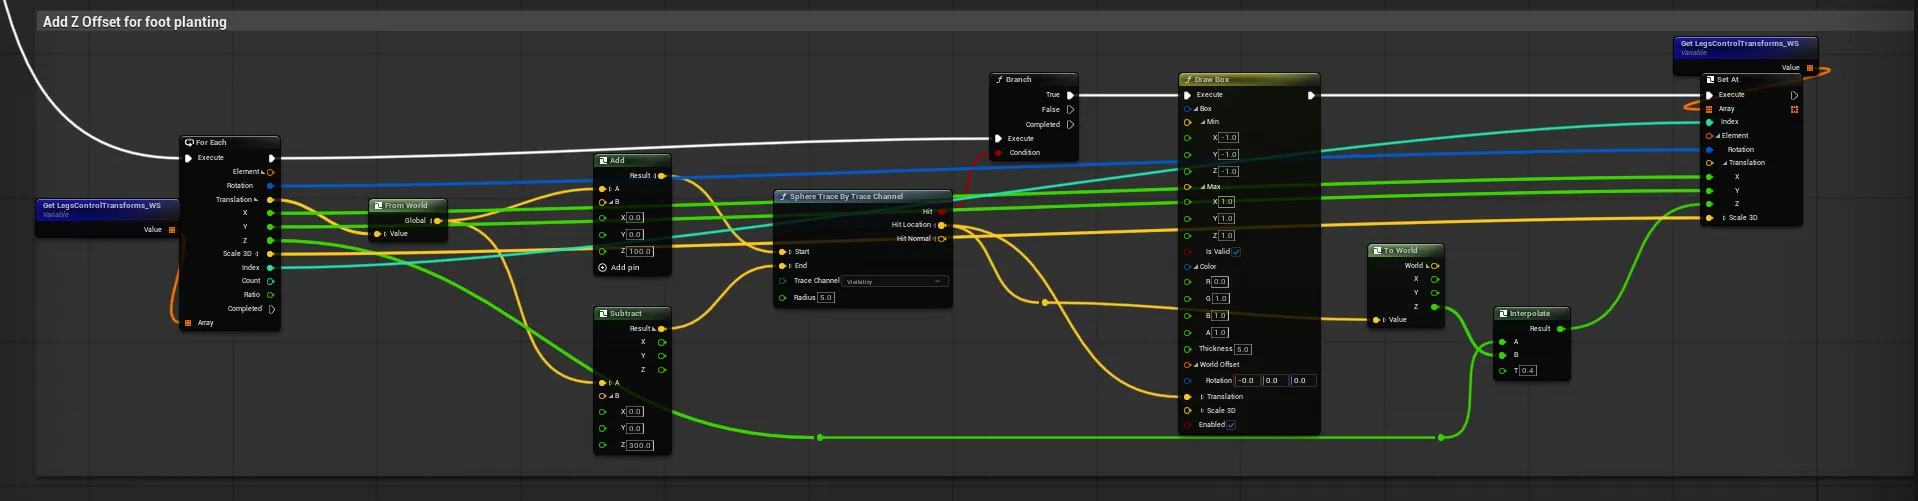 Add Z Offset for foot planting
Get LegsControlTransforms_WS
Variable
Value
For Each
Execute
Element
Rotation
Translation
X
Y
Z
Scale 3D
Index
Count
Ratio
Completed
Array
From World
Global
Value
Add
Result
A
B
X 0.0
Y 0.0
Z 100.0
Add pin
Subtract
Result
X
Y
Z
A
B
X 0.0
Y 0.0
Z 300.0
Sphere Trace By Trace Channel
Hit
Hit Location
Hit Normal
Start
End
Trace Channel Visibility
Radius 5.0
Branch
True
False
Completed
Execute
Condition
Draw Box
Execute
Box
Min
X -1.0
Y -1.0
Z -1.0
Max
X 1.0
Y 1.0
Z 1.0
Is Valid
Color
R 0.0
G 1.0
B 1.0
A 1.0
Thickness 5.0
World Offset
Rotation -0.0 0.0 0.0
Translation
Scale 3D
Enabled
To World
World
X
Y
Z
Value
Interpolate
Result
A
B
T 0.4
Get LegsControlTransforms_WS
Variable
Value
Set At
Execute
Array
Index
Element
Rotation
Translation
X
Y
Z
Scale 3D